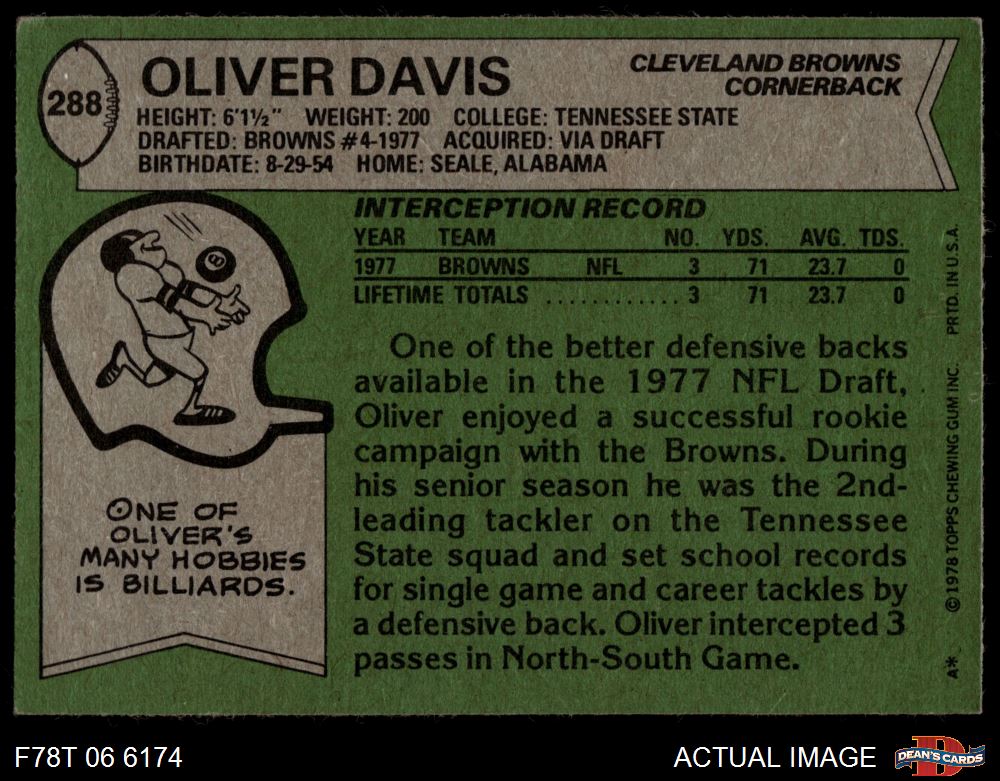 288
OLIVER DAVIS
CLEVELAND BROWNS
CORNERBACK
HEIGHT: 6'1½" WEIGHT: 200 COLLEGE: TENNESSEE STATE
DRAFTED: BROWNS #4-1977 ACQUIRED: VIA DRAFT
BIRTHDATE: 8-29-54 HOME: SEALE, ALABAMA
INTERCEPTION RECORD
YEAR TEAM NO. YDS. AVG. TDS.
1977 BROWNS NFL 3 71 23.7 0
LIFETIME TOTALS ............ 3 71 23.7 0
8
ONE OF
OLIVER'S
MANY HOBBIES
IS BILLIARDS.
One of the better defensive backs
available in the 1977 NFL Draft,
Oliver enjoyed a successful rookie
campaign with the Browns. During
his senior season he was the 2nd-
leading tackler on the Tennessee
State squad and set school records
for single game and career tackles by
a defensive back. Oliver intercepted 3
passes in North-South Game.
A* © 1978 TOPPS CHEWING GUM INC. PRTD. IN U.S.A.
F78T 06 6174
ACTUAL IMAGE
D
DEAN'S CARDS